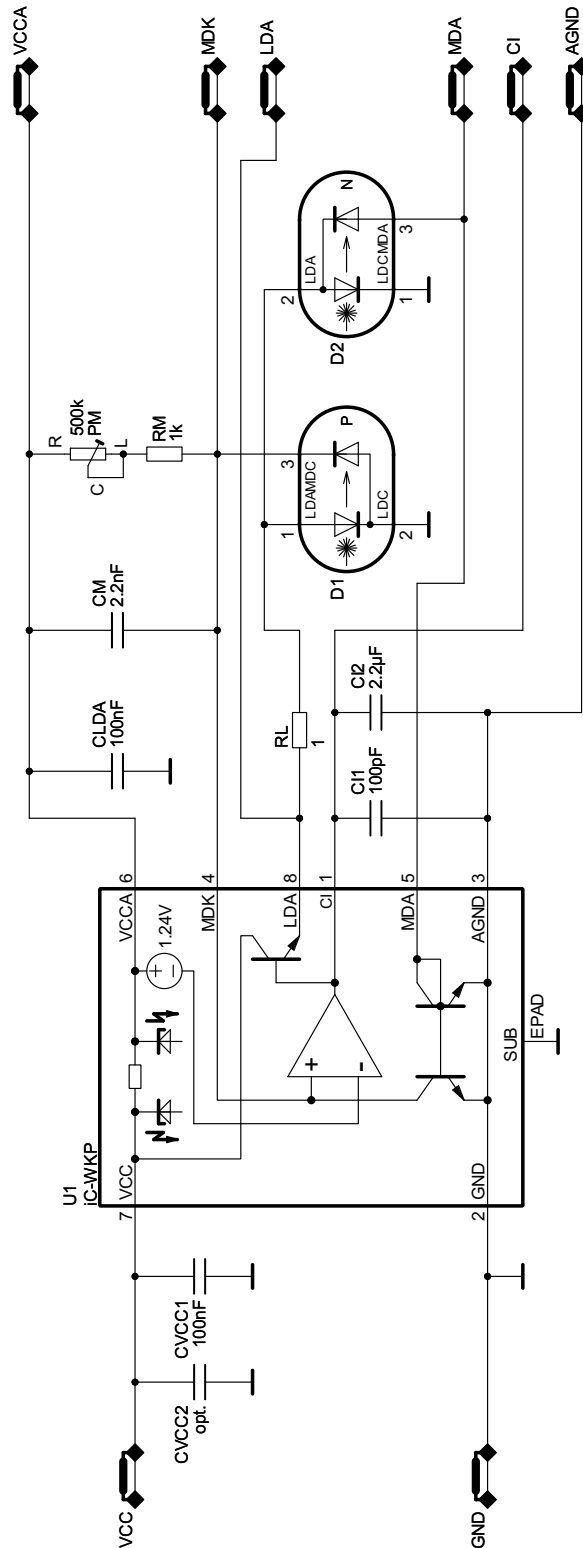 VCCA
MDK
LDA
MDA
CI
AGND
R
500k
PM
L
C
RM
1k
CM
2.2nF
CLDA
100nF
2
LDA
N
D2
LDCMDA
3
1
1
LDAMDC
3
P
D1
LDC
2
RL
1
CI2
2.2µF
CI1
100pF
U1
iC-WKP
7
VCC
VCCA
6
1.24V
+
−
MDK
4
LDA
8
CI
1
+
-
MDA
5
AGND
3
2
GND
SUB
EPAD
CVCC1
100nF
CVCC2
opt.
VCC
GND